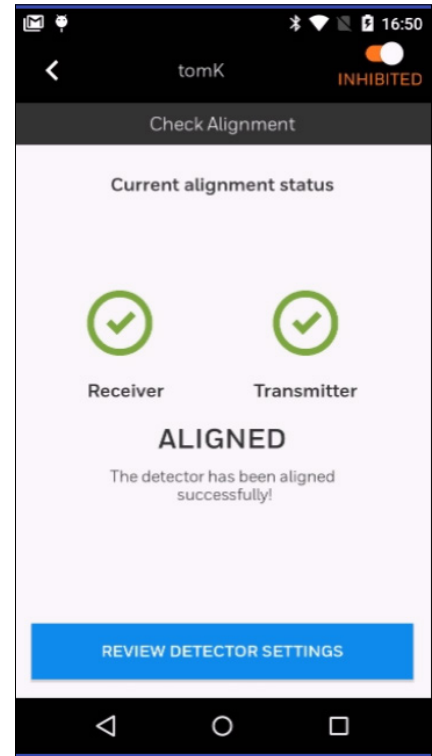 16:50
tomK
INHIBITED
Check Alignment
Current alignment status
Receiver
Transmitter
ALIGNED
The detector has been aligned
successfully!
REVIEW DETECTOR SETTINGS